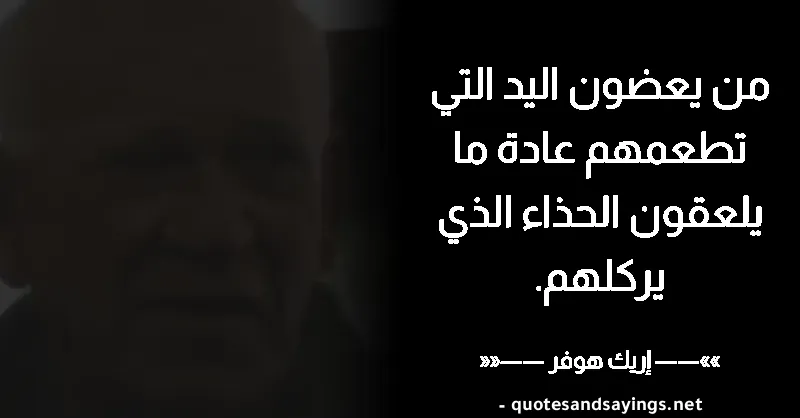 من يعضون اليد التي
تطعمهم عادة ما
يلعقون الحذاء الذي
يركلهم.
»»—— إريك هوفر ——««
- quotesandsayings.net